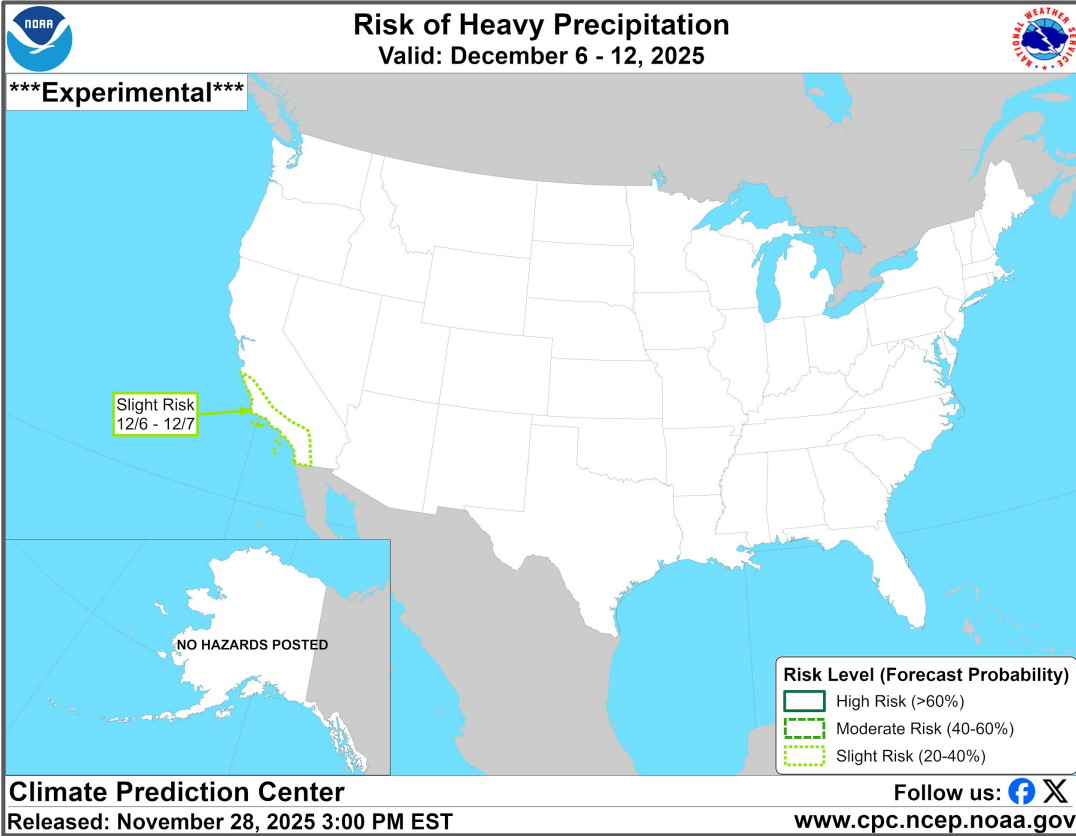 NOAA
Risk of Heavy Precipitation
Valid: December 6 - 12, 2025
NATIONAL WEATHER SERVICE
***Experimental***
Slight Risk
12/6 - 12/7
NO HAZARDS POSTED
Risk Level (Forecast Probability)
High Risk (>60%)
Moderate Risk (40-60%)
Slight Risk (20-40%)
Climate Prediction Center
Follow us:
Released: November 28, 2025 3:00 PM EST
www.cpc.ncep.noaa.gov